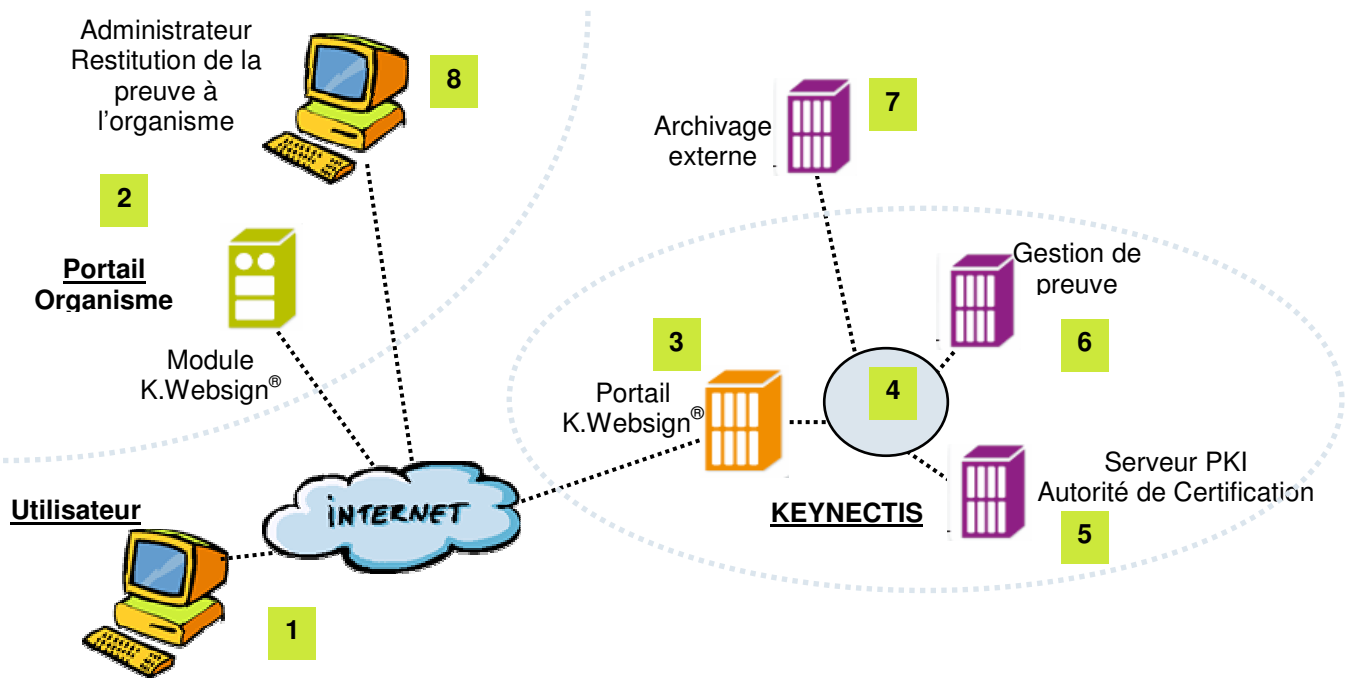 Administrateur
Restitution de la
preuve à
l'organisme
8
2
Portail
Organisme
Module
K.Websign®
Utilisateur
1
INTERNET
7
Archivage
externe
Gestion de
preuve
6
3
Portail
K.Websign®
4
KEYNECTIS
Serveur PKI
Autorité de Certification
5